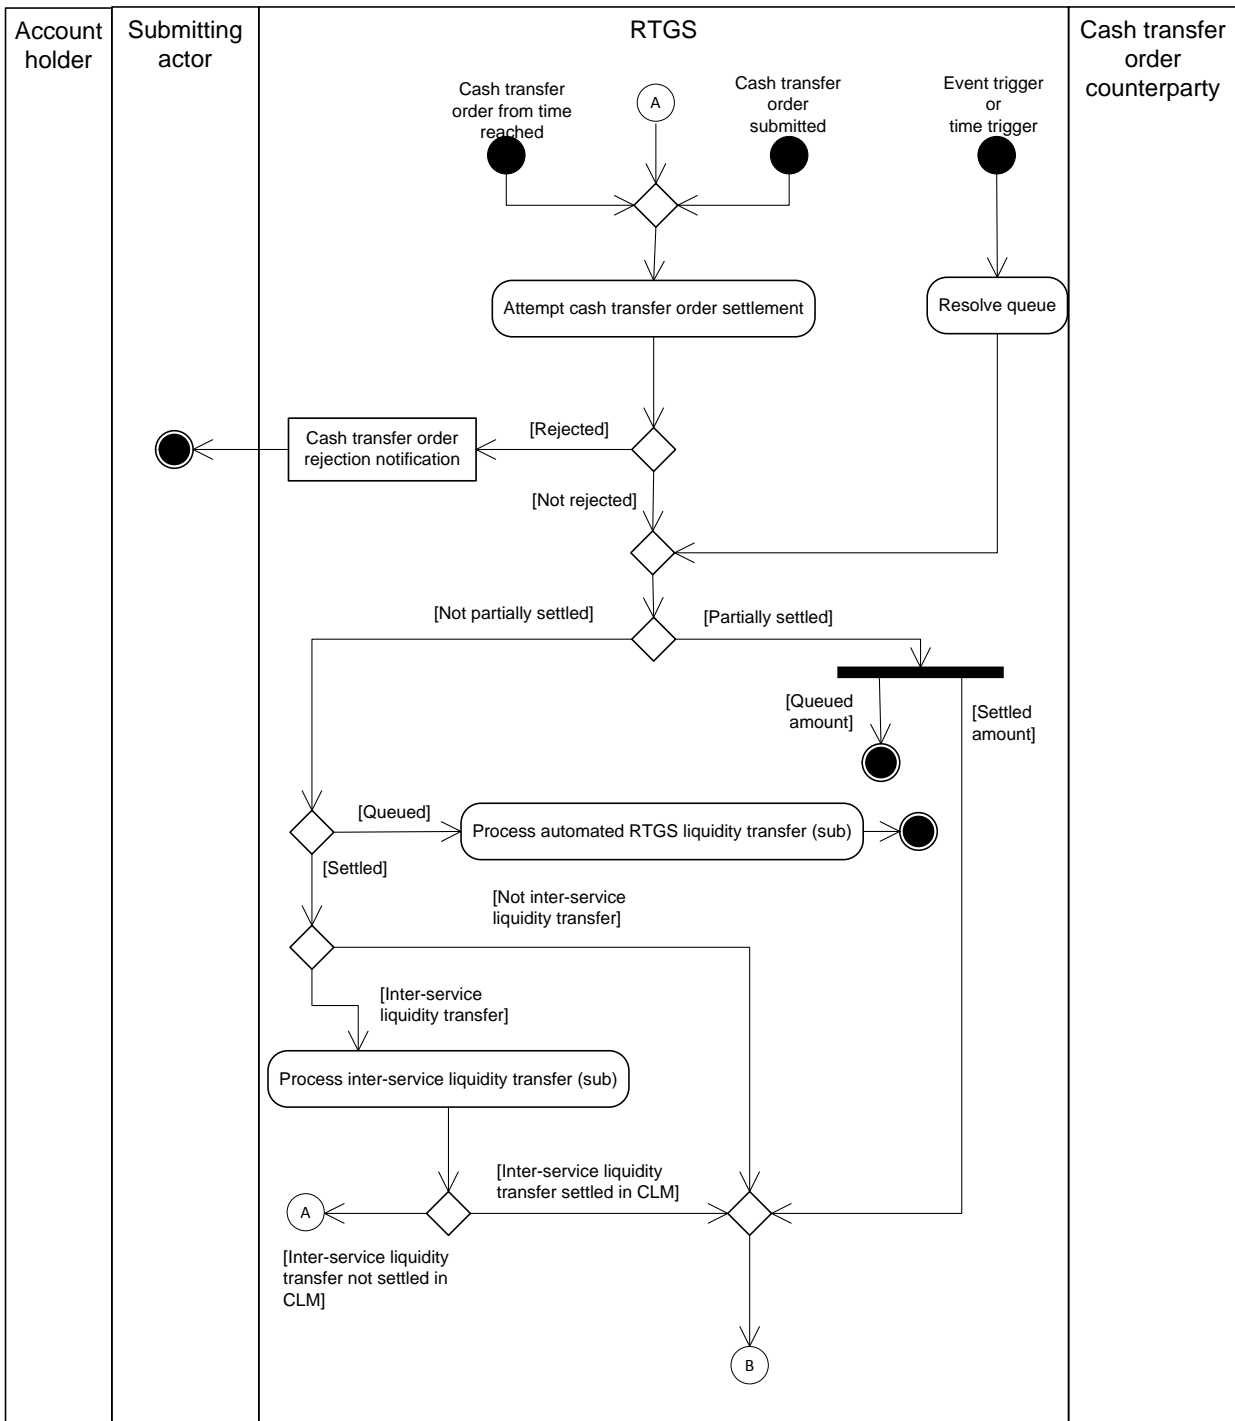 Account
holder
Submitting
actor
RTGS
Cash transfer
order
counterparty
Cash transfer
order from time
reached
A
Cash transfer
order
submitted
Event trigger
or
time trigger
Attempt cash transfer order settlement
Resolve queue
[Rejected]
Cash transfer order
rejection notification
[Not rejected]
[Not partially settled]
[Partially settled]
[Queued
amount]
[Settled
amount]
[Queued]
Process automated RTGS liquidity transfer (sub)
[Settled]
[Not inter-service
liquidity transfer]
[Inter-service
liquidity transfer]
Process inter-service liquidity transfer (sub)
[Inter-service liquidity
transfer settled in CLM]
A
[Inter-service liquidity
transfer not settled in
CLM]
B